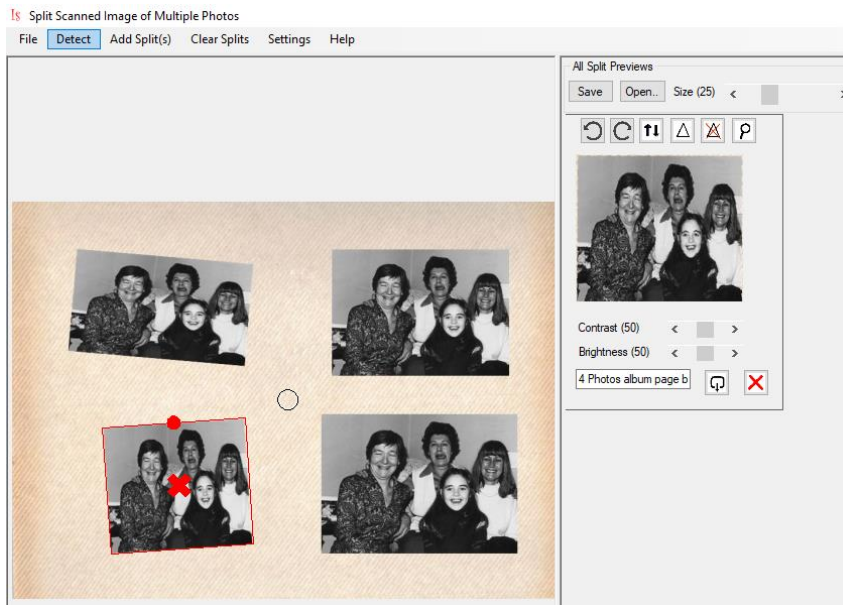 Split Scanned Image of Multiple Photos
File Detect Add Split(s) Clear Splits Settings Help
All Split Previews
Save Open.. Size (25)
Contrast (50)
Brightness (50)
4 Photos album page b